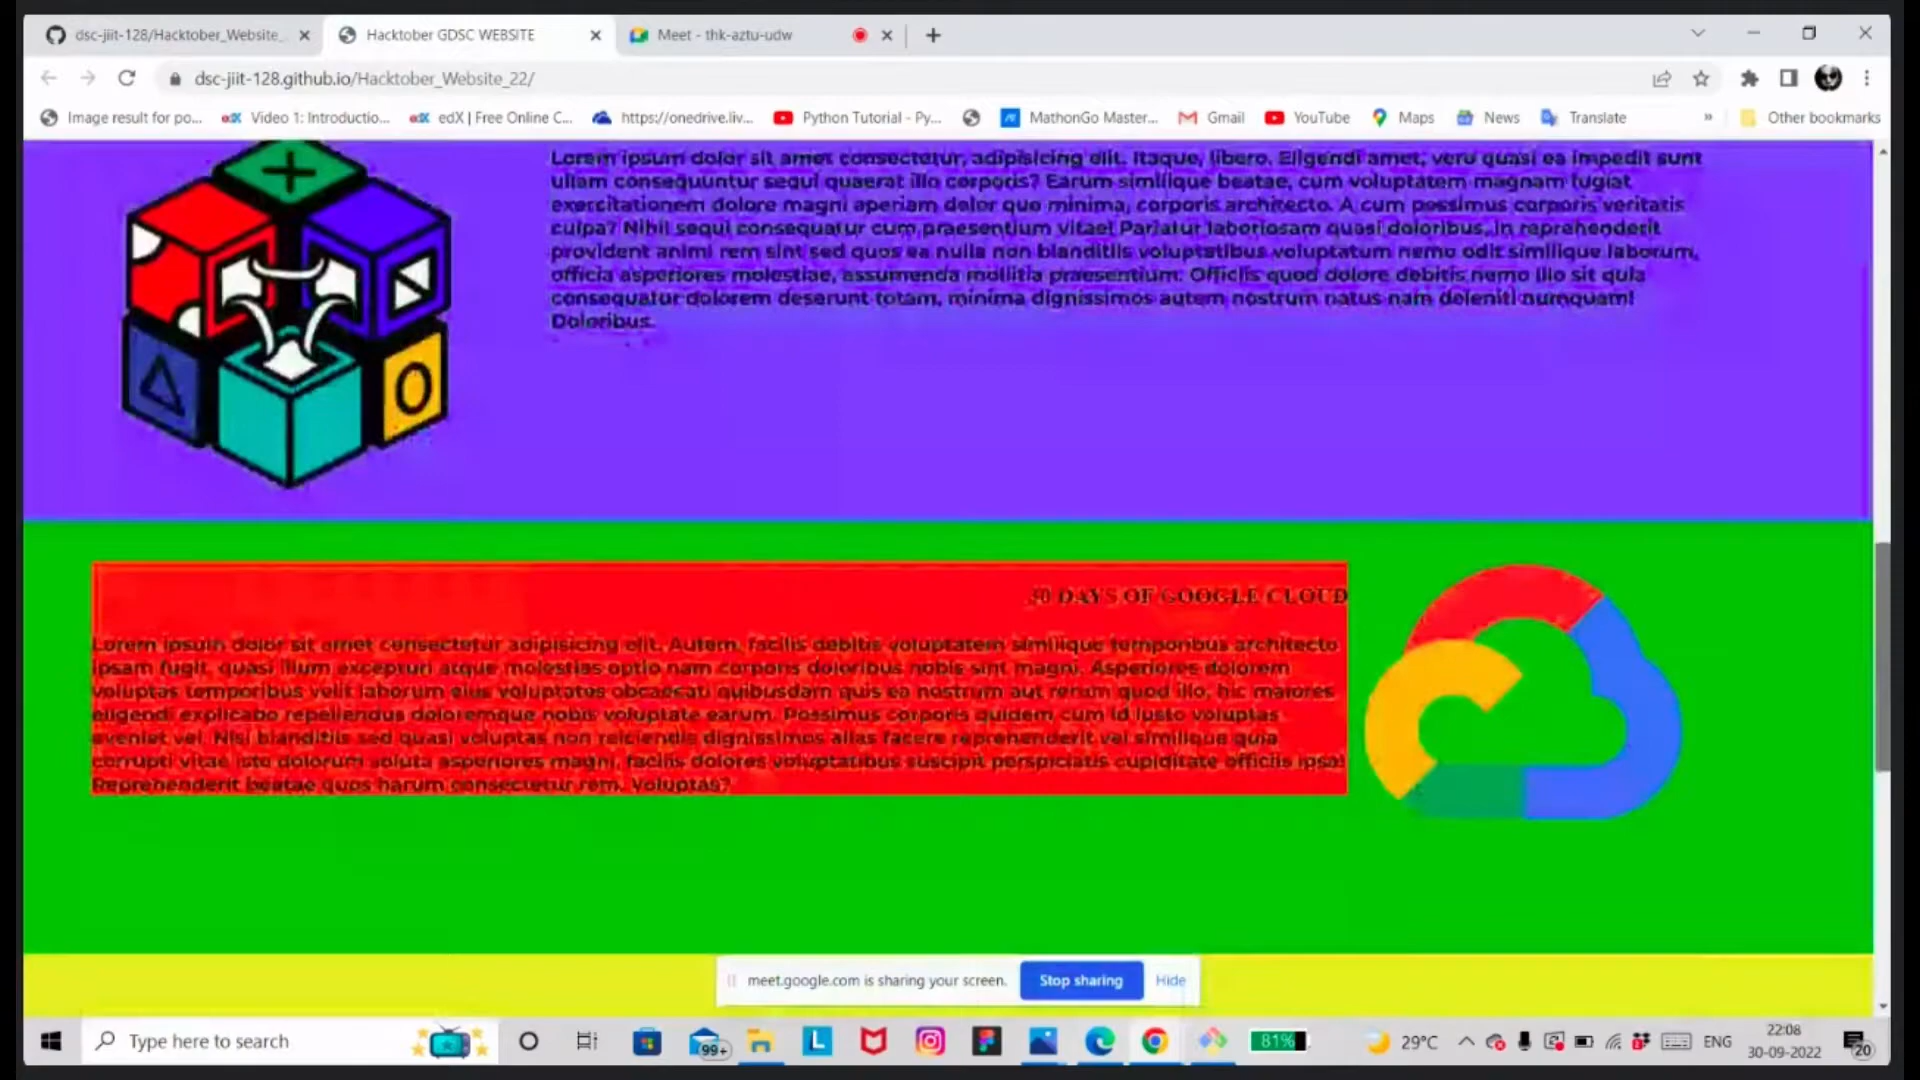 dsc-jiit-128/Hacktober_Website_
Hacktober GDSC WEBSITE
Meet - thk-aztu-udw
dsc-jiit-128.github.io/Hacktober_Website_22/
Image result for po...
Video 1: Introductio...
edX | Free Online C...
https://onedrive.liv...
Python Tutorial - Py...
MathonGo Master...
Gmail
YouTube
Maps
News
Translate
»
Other bookmarks
Lorem ipsum dolor sit amet consectetur, adipisicing elit. Itaque, libero. Eligendi amet, vero quasi ea impedit sunt
ullam consequuntur sequi quaerat illo corporis? Earum similique beatae, cum voluptatem magnam fugiat
exercitationem dolore magni aperiam dolor quo minima, corporis architecto. A cum possimus corporis veritatis
culpa? Nihil sequi consequatur cum praesentium vitae! Pariatur laboriosam quasi doloribus, in reprehenderit
provident animi rem sint sed quos ea nulla non blanditiis voluptatibus voluptatum nemo odit similique laborum,
officia asperiores molestiae, assumenda mollitia praesentium. Officiis quod dolore debitis nemo illo sit quia
consequatur dolorem deserunt totam, minima dignissimos autem nostrum natus nam deleniti numquam!
Doloribus.
30 DAYS OF GOOGLE CLOUD
Lorem ipsum dolor sit amet consectetur adipisicing elit. Autem, facilis debitis voluptatem similique temporibus architecto
ipsam fugit, quasi illum excepturi atque molestias optio nam corporis doloribus nobis sint magni. Asperiores dolorem
voluptas temporibus velit laborum eius voluptates obcaecati quibusdam quis ea nostrum aut rerum quod illo, hic maiores
eligendi explicabo repellendus doloremque nobis voluptate earum. Possimus corporis quidem cum id iusto voluptas
eveniet vel. Nisi blanditiis sed quasi voluptas non reiciendis dignissimos alias facere reprehenderit vel similique quia
corrupti vitae iste dolorum soluta asperiores magni, facilis dolores voluptatibus suscipit perspiciatis cupiditate officiis ipsa!
Reprehenderit beatae quos harum consectetur rem. Voluptas?
meet.google.com is sharing your screen.
Stop sharing
Hide
Type here to search
99+
L
81%
29°C
ENG
22:08
30-09-2022
20